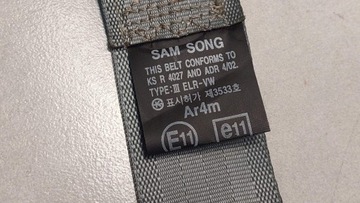 SAM SONG
THIS BELT CONFORMS TO
KS R 4027 AND ADR 4/02.
TYPE:Ⅲ ELR-VW
㉿ 표시허가 제3533호
Ar4m
E11 e11